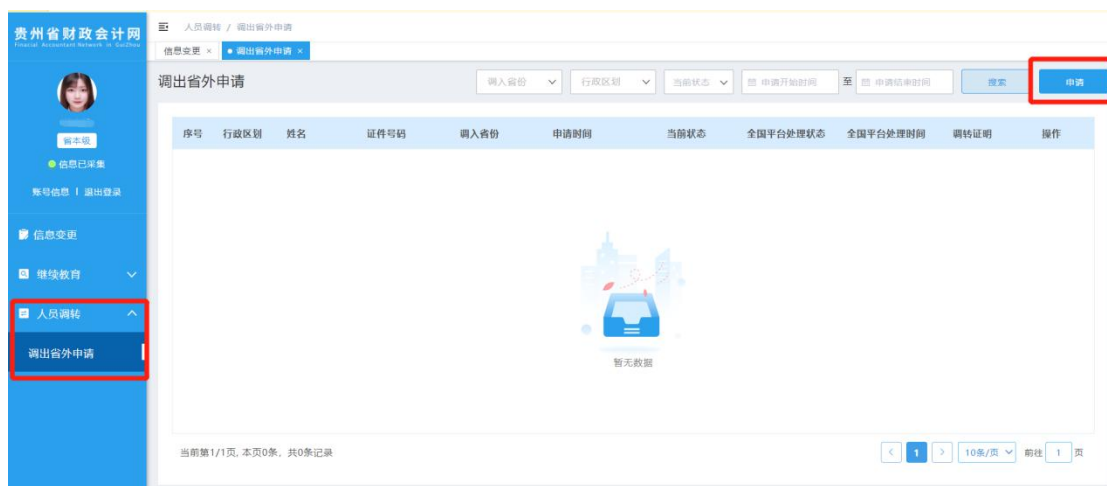 贵州省财政会计网
Financial Accountant Network in GuiZhou
省本级
信息已采集
账号信息 | 退出登录
信息变更
继续教育
人员调转
调出省外申请
人员调转 / 调出省外申请
信息变更 × ● 调出省外申请 ×
调出省外申请 调入省份 行政区划 当前状态 申请开始时间 至 申请结束时间 搜索 申请
序号 行政区划 姓名 证件号码 调入省份 申请时间 当前状态 全国平台处理状态 全国平台处理时间 调转证明 操作
暂无数据
当前第1/1页, 本页0条, 共0条记录 < 1 > 10条/页 前往 1 页